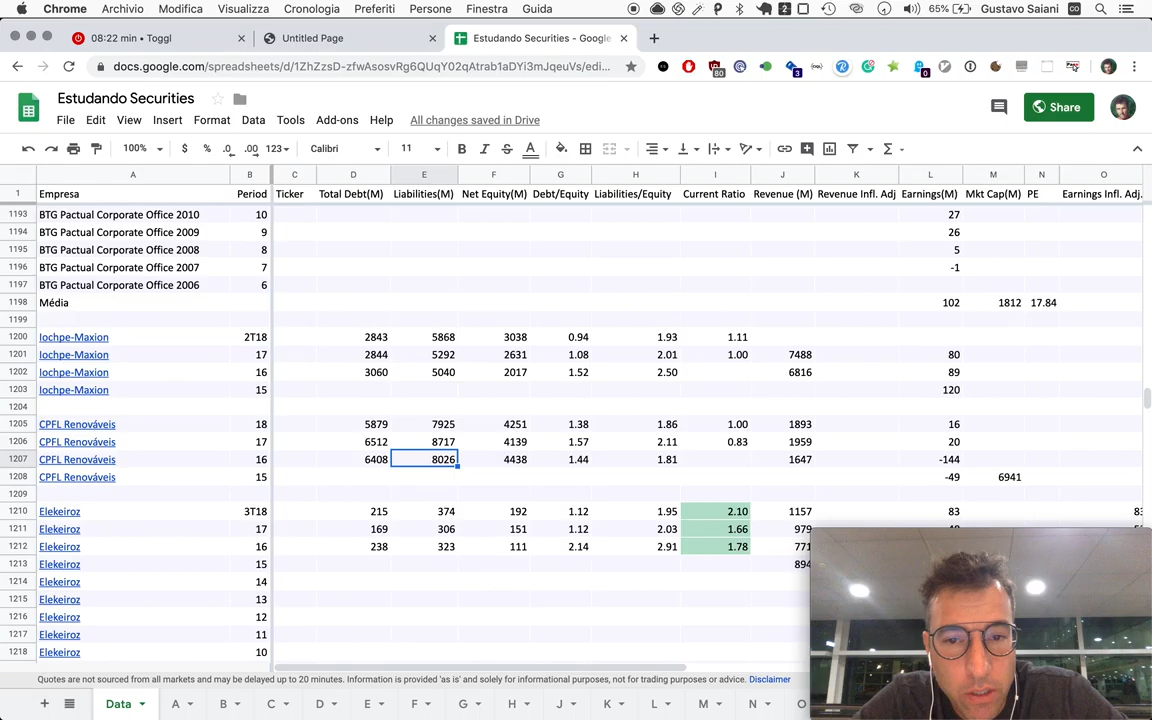 Chrome Archivio Modifica Visualizza Cronologia Preferiti Persone Finestra Guida 2 65% Gustavo Saiani
08:22 min • Toggl Untitled Page Estudando Securities - Google
docs.google.com/spreadsheets/d/1ZhZzsD-zfwAsosvRg6QUqY02qAtrab1aDYi3mJqeuVs/edi...
Estudando Securities Share
File Edit View Insert Format Data Tools Add-ons Help All changes saved in Drive
100% $ % .0 .00 123 Calibri 11 B I S A
A B C D E F G H I J K L M N O
1 Empresa Period Ticker Total Debt(M) Liabilities(M) Net Equity(M) Debt/Equity Liabilities/Equity Current Ratio Revenue (M) Revenue Infl. Adj Earnings(M) Mkt Cap(M) PE Earnings Infl. Adj.
1193 BTG Pactual Corporate Office 2010 10 27
1194 BTG Pactual Corporate Office 2009 9 26
1195 BTG Pactual Corporate Office 2008 8 5
1196 BTG Pactual Corporate Office 2007 7 -1
1197 BTG Pactual Corporate Office 2006 6
1198 Média 102 1812 17.84
1199
1200 Iochpe-Maxion 2T18 2843 5868 3038 0.94 1.93 1.11
1201 Iochpe-Maxion 17 2844 5292 2631 1.08 2.01 1.00 7488 80
1202 Iochpe-Maxion 16 3060 5040 2017 1.52 2.50 6816 89
1203 Iochpe-Maxion 15 120
1204
1205 CPFL Renováveis 18 5879 7925 4251 1.38 1.86 1.00 1893 16
1206 CPFL Renováveis 17 6512 8717 4139 1.57 2.11 0.83 1959 20
1207 CPFL Renováveis 16 6408 8026 4438 1.44 1.81 1647 -144
1208 CPFL Renováveis 15 -49 6941
1209
1210 Elekeiroz 3T18 215 374 192 1.12 1.95 2.10 1157 83
1211 Elekeiroz 17 169 306 151 1.12 2.03 1.66 979
1212 Elekeiroz 16 238 323 111 2.14 2.91 1.78 771
1213 Elekeiroz 15 894
1214 Elekeiroz 14
1215 Elekeiroz 13
1216 Elekeiroz 12
1217 Elekeiroz 11
1218 Elekeiroz 10
Quotes are not sourced from all markets and may be delayed up to 20 minutes. Information is provided 'as is' and solely for informational purposes, not for trading purposes or advice. Disclaimer
Data A B C D E F G H I J K L M N O